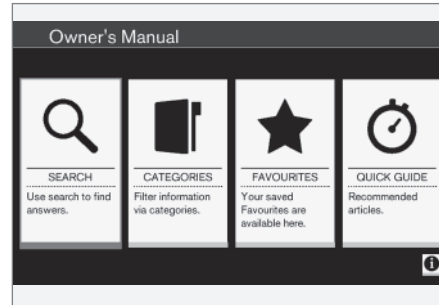 Owner's Manual
SEARCH
Use search to find
answers.
CATEGORIES
Filter information
via categories.
FAVOURITES
Your saved
Favourites are
available here.
QUICK GUIDE
Recommended
articles.
i